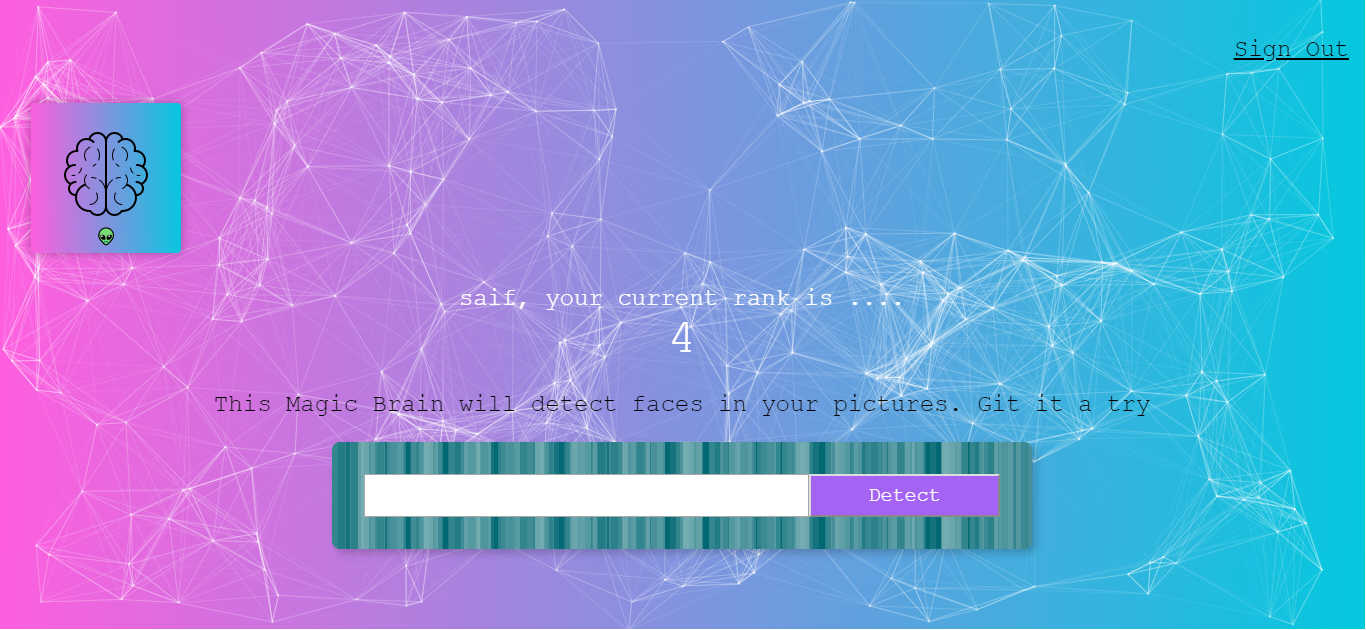 Sign Out
saif, your current rank is ....
4
This Magic Brain will detect faces in your pictures. Git it a try
Detect